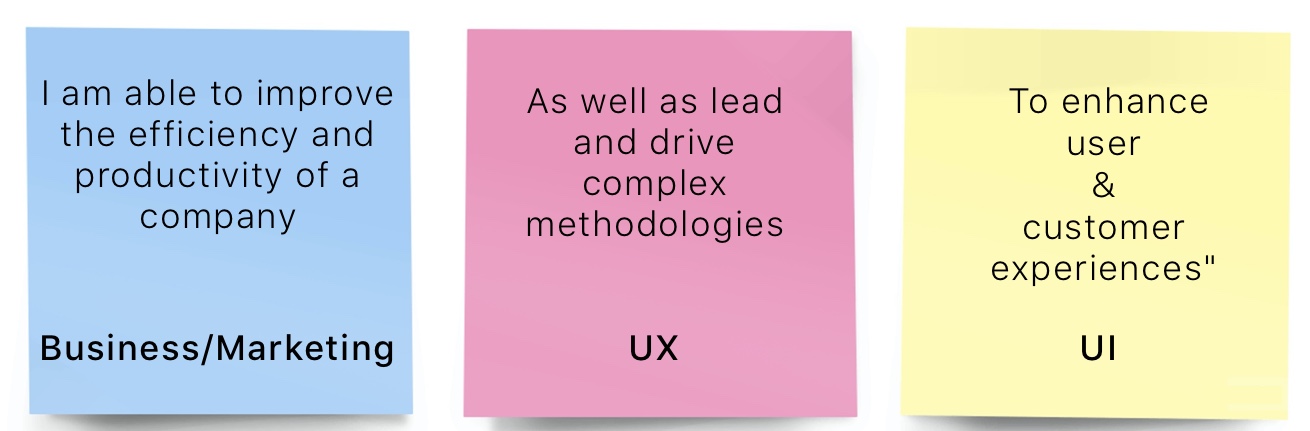 I am able to improve
the efficiency and
productivity of a
company
Business/Marketing
As well as lead
and drive
complex
methodologies
UX
To enhance
user
&
customer
experiences"
UI